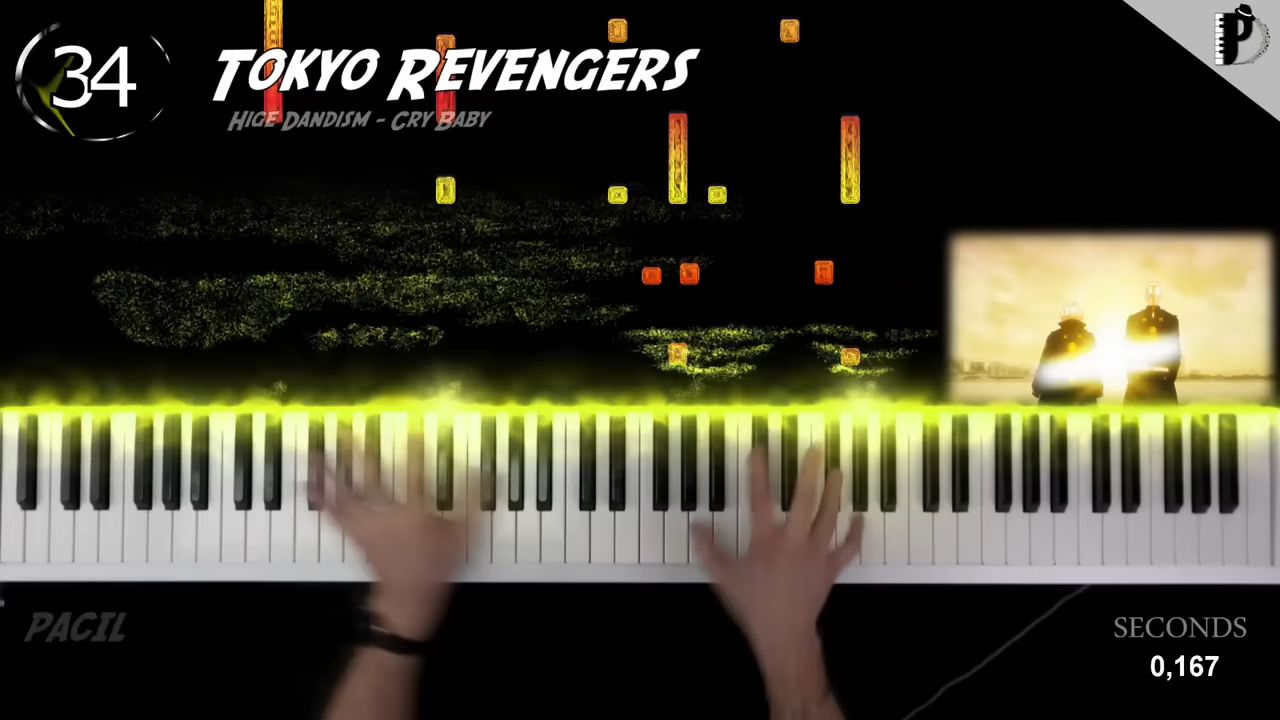 34
TOKYO REVENGERS
HIGE DANDISM - CRY BABY
P
PACIL
SECONDS
0,167